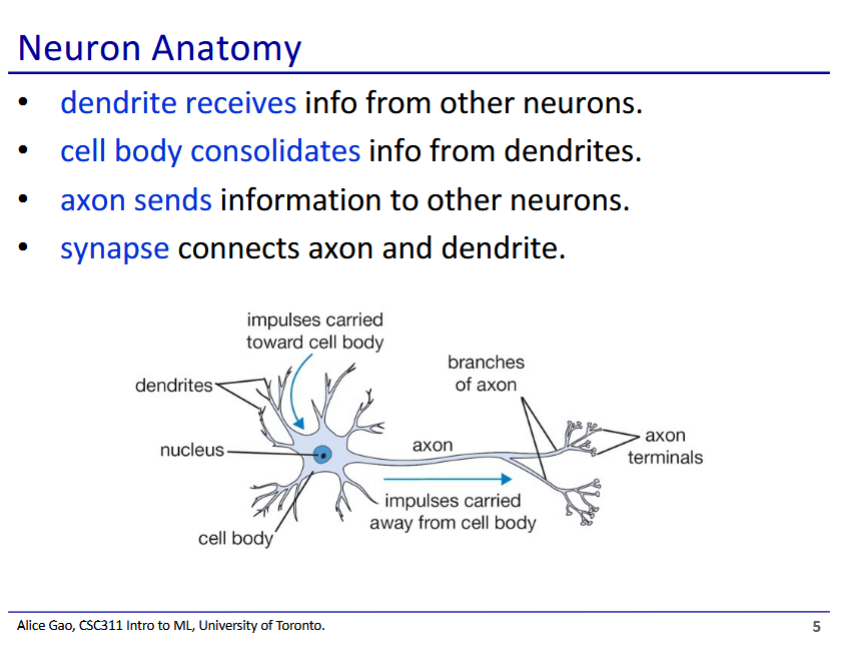 Neuron Anatomy
• dendrite receives info from other neurons.
• cell body consolidates info from dendrites.
• axon sends information to other neurons.
• synapse connects axon and dendrite.
impulses carried
toward cell body
branches
of axon
dendrites
axon
axon
terminals
nucleus
impulses carried
away from cell body
cell body
Alice Gao, CSC311 Intro to ML, University of Toronto.
5